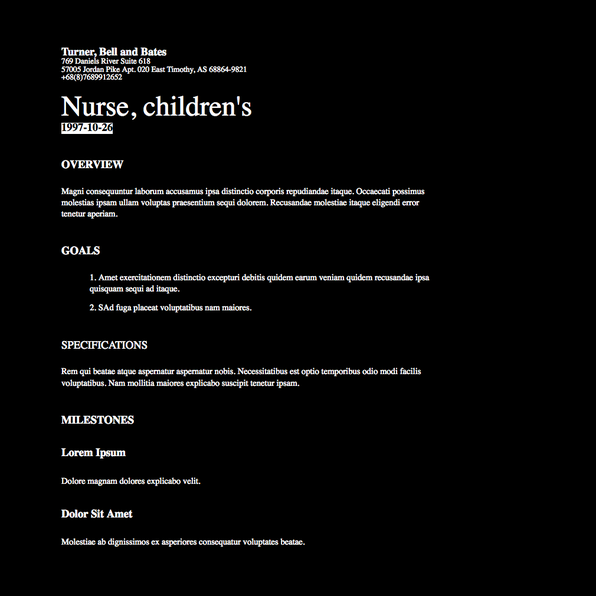 Turner, Bell and Bates
769 Daniels River Suite 618
57005 Jordan Pike Apt. 020 East Timothy, AS 68864-9821
+68(8)7689912652
Nurse, children's
1997-10-26
OVERVIEW
Magni consequuntur laborum accusamus ipsa distinctio corporis repudiandae itaque. Occaecati possimus
molestias ipsam ullam voluptas praesentium sequi dolorem. Recusandae molestiae itaque eligendi error
tenetur aperiam.
GOALS
1. Amet exercitationem distinctio excepturi debitis quidem earum veniam quidem recusandae ipsa
quisquam sequi ad itaque.
2. SAd fuga placeat voluptatibus nam maiores.
SPECIFICATIONS
Rem qui beatae atque aspernatur aspernatur nobis. Necessitatibus est optio temporibus odio modi facilis
voluptatibus. Nam mollitia maiores explicabo suscipit tenetur ipsam.
MILESTONES
Lorem Ipsum
Dolore magnam dolores explicabo velit.
Dolor Sit Amet
Molestiae ab dignissimos ex asperiores consequatur voluptates beatae.